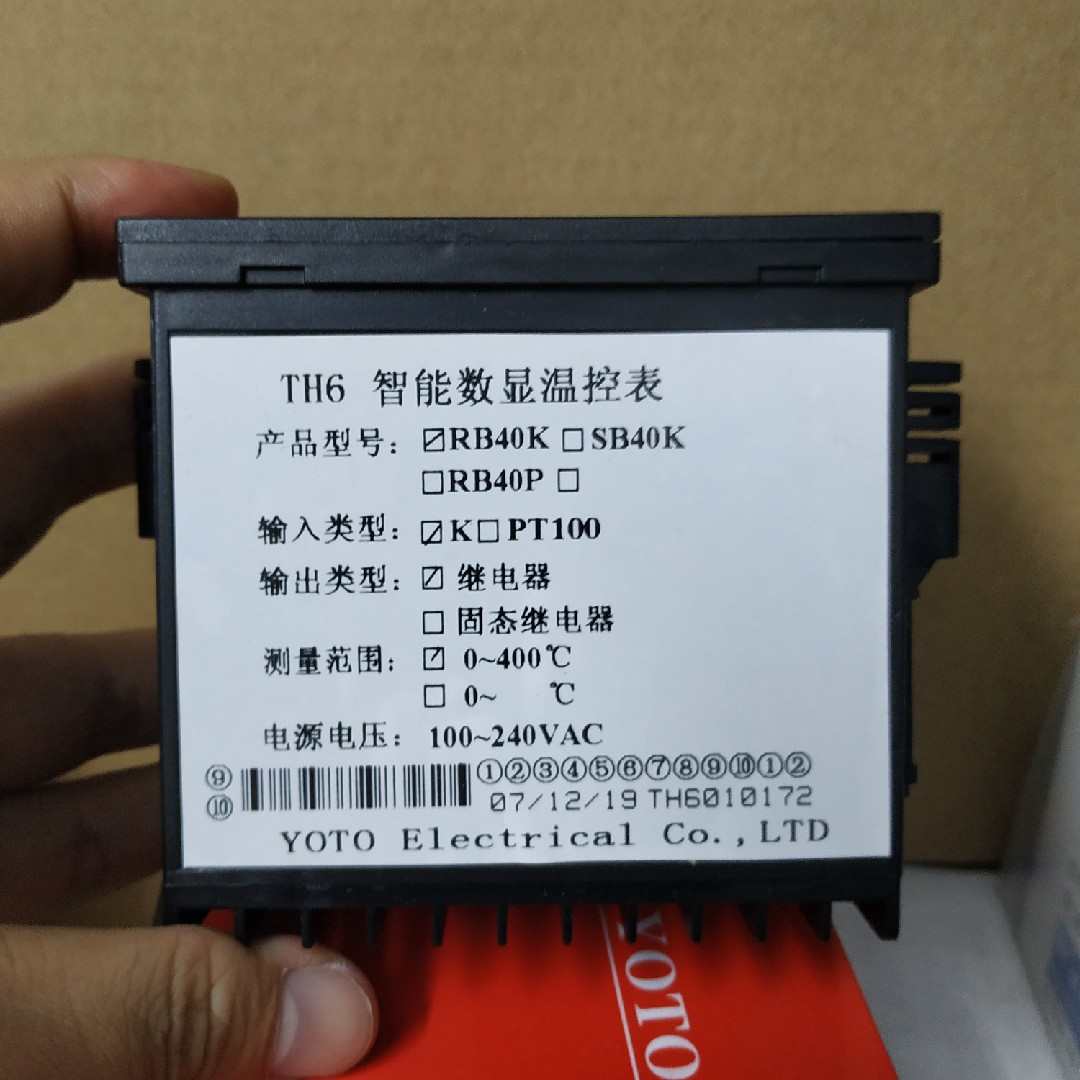 TH6 智能数显温控表
产品型号: ☑RB40K □SB40K
□RB40P □
输入类型: ☑K□PT100
输出类型: ☑ 继电器
□ 固态继电器
测量范围: ☑ 0~400℃
□ 0~ ℃
电源电压: 100~240VAC
⑨ ①②③④⑤⑥⑦⑧⑨⑩①②
⑩ 07/12/19 TH6010172
YOTO Electrical Co.,LTD
YOTO